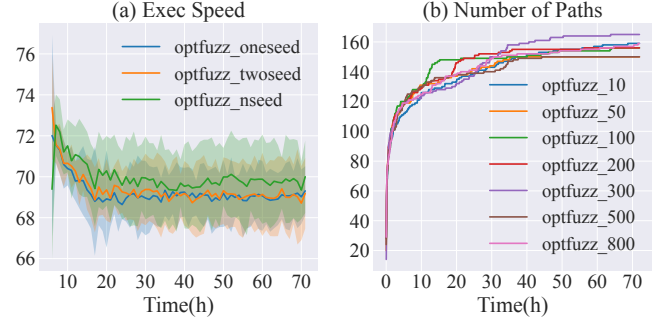 (a) Exec Speed
76
74
72
70
68
66
10
20
30
40
50
60
70
Time(h)
optfuzz_oneseed
optfuzz_twoseed
optfuzz_nseed
(b) Number of Paths
160
140
120
100
80
60
40
20
0
10
20
30
40
50
60
70
Time(h)
optfuzz_10
optfuzz_50
optfuzz_100
optfuzz_200
optfuzz_300
optfuzz_500
optfuzz_800